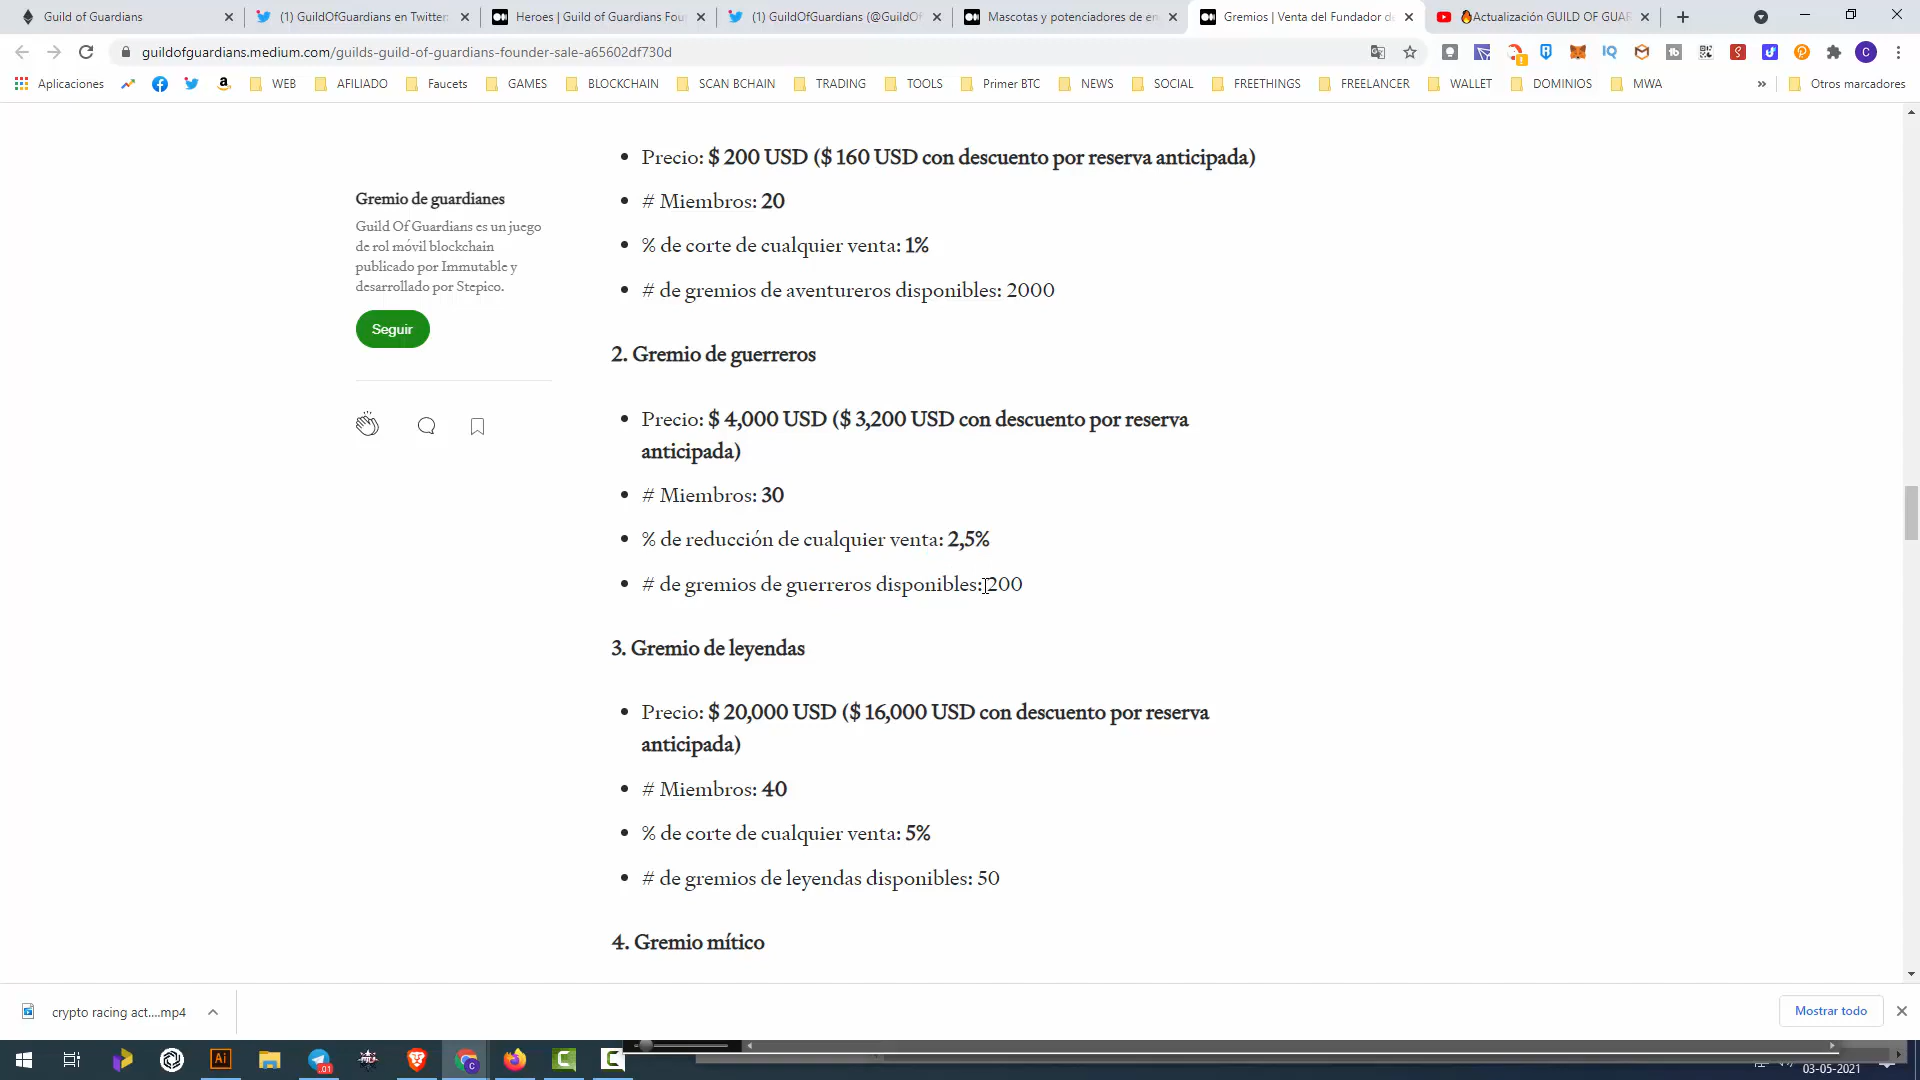 Guild of Guardians
(1) GuildOfGuardians en Twitter
Heroes | Guild of Guardians Fou
(1) GuildOfGuardians (@GuildOf
Mascotas y potenciadores de en
Gremios | Venta del Fundador de
🔥Actualización GUILD OF GUAR
guildofguardians.medium.com/guilds-guild-of-guardians-founder-sale-a65602df730d
Aplicaciones
WEB
AFILIADO
Faucets
GAMES
BLOCKCHAIN
SCAN BCHAIN
TRADING
TOOLS
Primer BTC
NEWS
SOCIAL
FREETHINGS
FREELANCER
WALLET
DOMINIOS
MWA
Otros marcadores
Gremio de guardianes
Guild Of Guardians es un juego
de rol móvil blockchain
publicado por Immutable y
desarrollado por Stepico.
Seguir
• Precio: $ 200 USD ($ 160 USD con descuento por reserva anticipada)
• # Miembros: 20
• % de corte de cualquier venta: 1%
• # de gremios de aventureros disponibles: 2000
2. Gremio de guerreros
• Precio: $ 4,000 USD ($ 3,200 USD con descuento por reserva
anticipada)
• # Miembros: 30
• % de reducción de cualquier venta: 2,5%
• # de gremios de guerreros disponibles: 200
3. Gremio de leyendas
• Precio: $ 20,000 USD ($ 16,000 USD con descuento por reserva
anticipada)
• # Miembros: 40
• % de corte de cualquier venta: 5%
• # de gremios de leyendas disponibles: 50
4. Gremio mítico
crypto racing act....mp4
Mostrar todo
03-05-2021